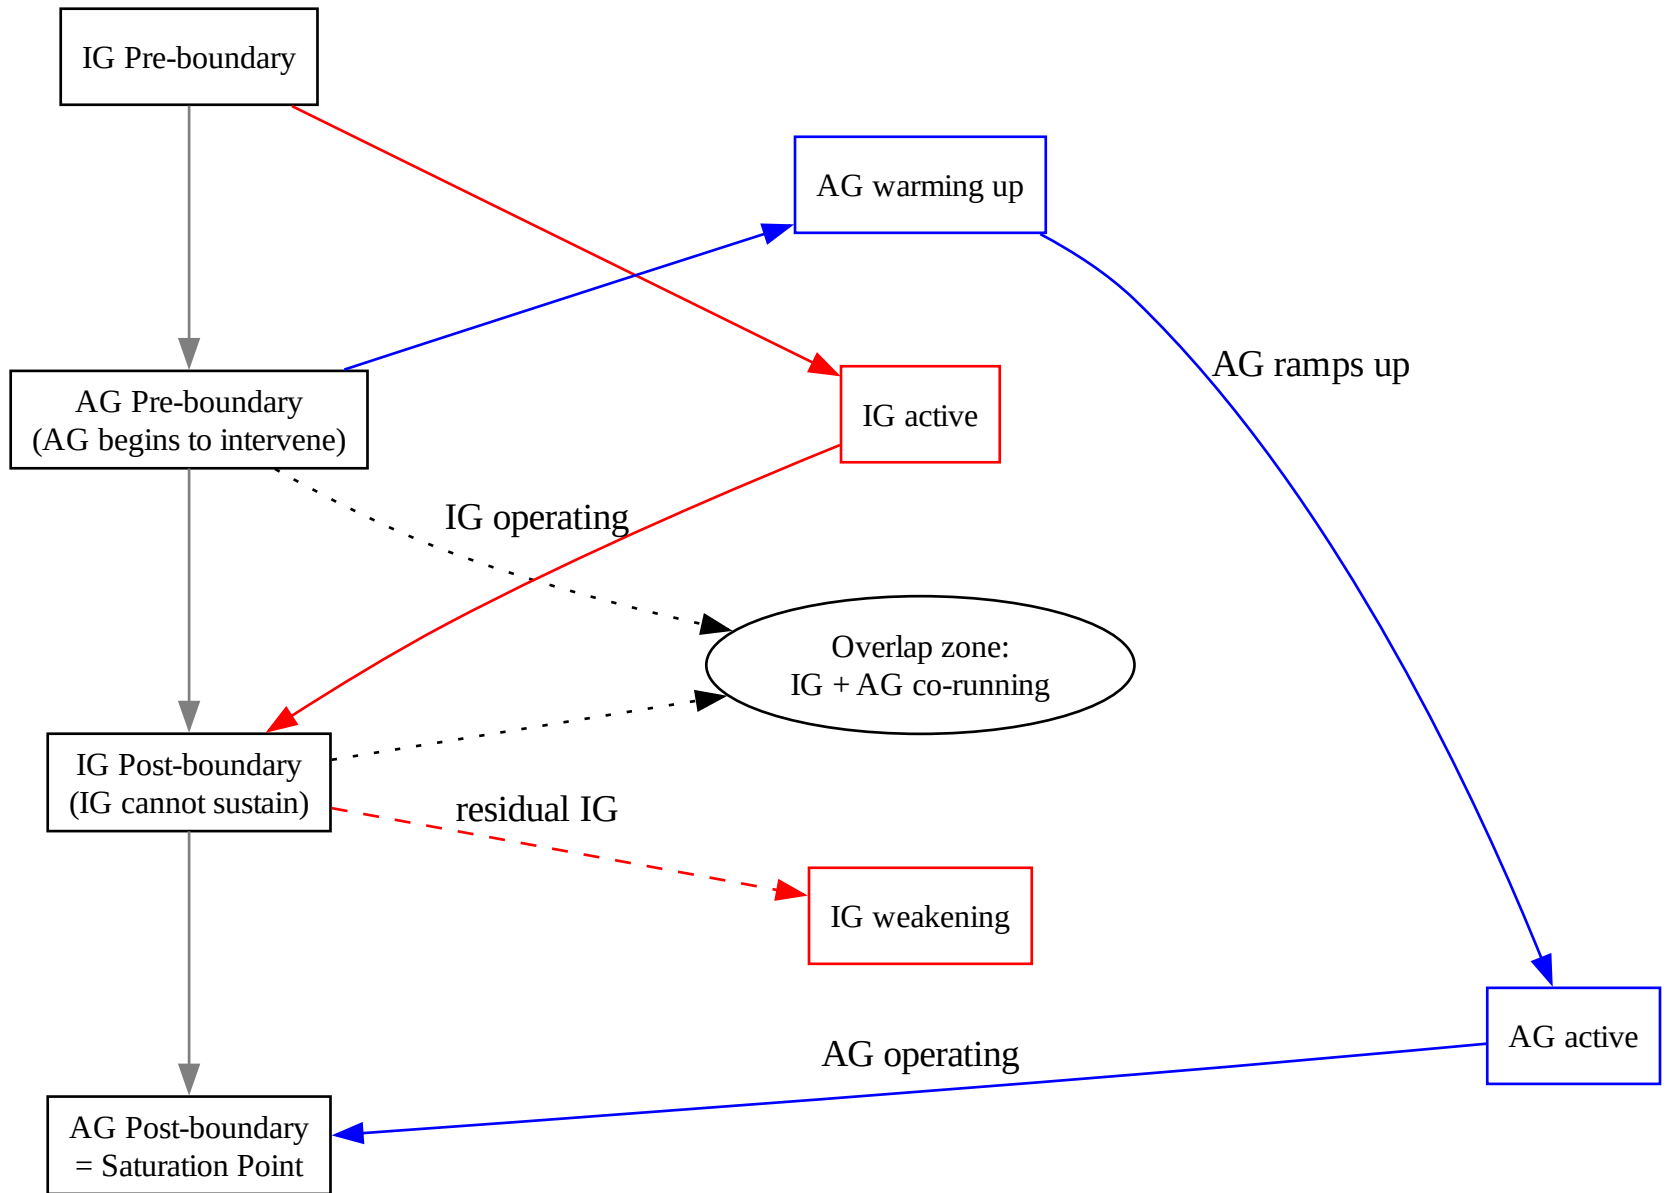 IG Pre-boundary
AG warming up
AG ramps up
AG Pre-boundary
(AG begins to intervene)
IG active
IG operating
Overlap zone:
IG + AG co-running
IG Post-boundary
(IG cannot sustain)
residual IG
IG weakening
AG active
AG operating
AG Post-boundary
= Saturation Point